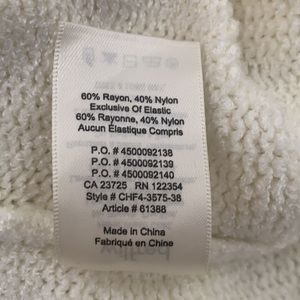 60% Rayon, 40% Nylon
Exclusive Of Elastic
60% Rayonne, 40% Nylon
Aucun Élastique Compris
P.O. # 4500092138
P.O. # 4500092139
P.O. # 4500092140
CA 23725 RN 122354
Style # CHF4-3575-38
Article # 61388
Made in China
Fabriqué en Chine